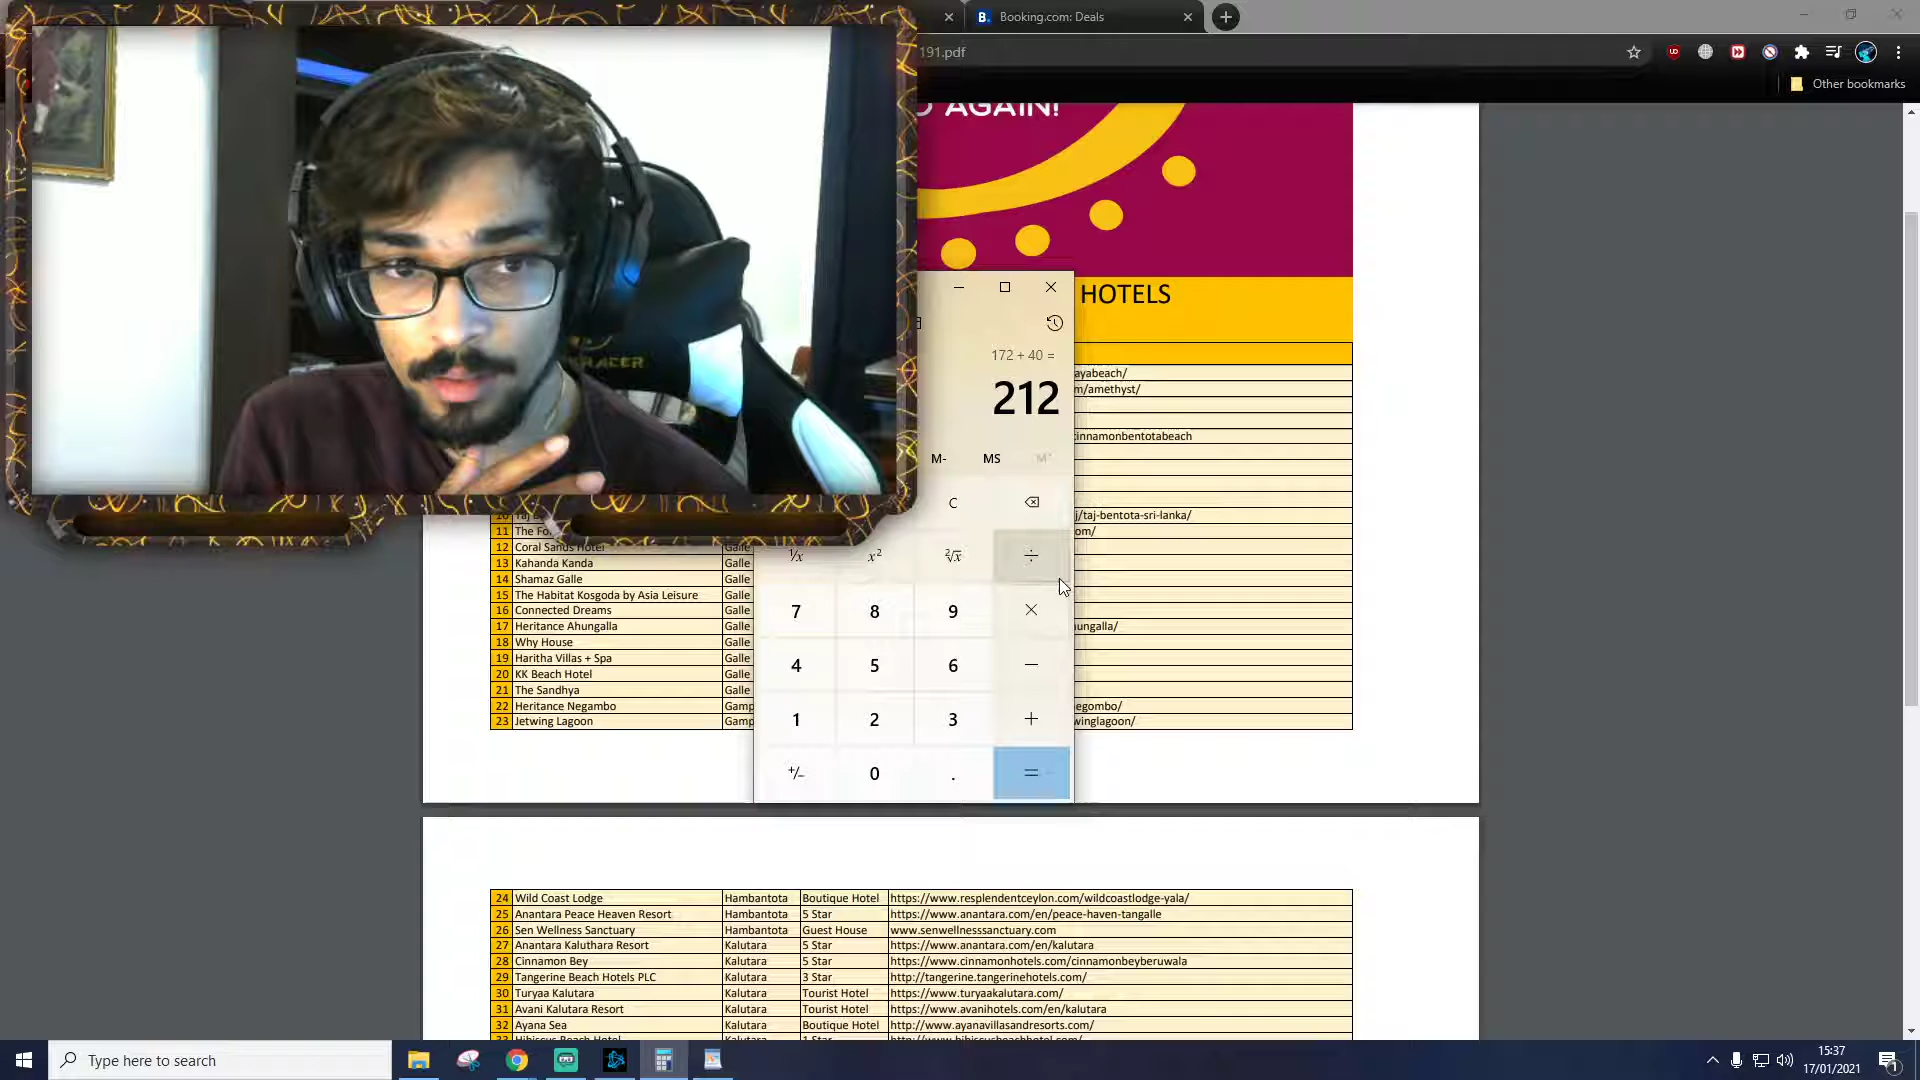 Booking.com: Deals
191.pdf
Other bookmarks
AGAIN!
HOTELS
172 + 40 =
212
M- MS
C
¹/x x² ²√x ÷
7 8 9 ×
4 5 6 −
1 2 3 +
+/− 0 . =
RACER
ayabeach/
m/amethyst/
cinnamonbentotabeach
j/taj-bentota-sri-lanka/
11 The Fo om/
12 Coral Sands Hotel Galle
13 Kahanda Kanda Galle
14 Shamaz Galle Galle
15 The Habitat Kosgoda by Asia Leisure Galle
16 Connected Dreams Galle
17 Heritance Ahungalla Galle ungalla/
18 Why House Galle
19 Haritha Villas + Spa Galle
20 KK Beach Hotel Galle
21 The Sandhya Galle
22 Heritance Negambo Gamp egombo/
23 Jetwing Lagoon Gamp winglagoon/
24 Wild Coast Lodge Hambantota Boutique Hotel https://www.resplendentceylon.com/wildcoastlodge-yala/
25 Anantara Peace Heaven Resort Hambantota 5 Star https://www.anantara.com/en/peace-haven-tangalle
26 Sen Wellness Sanctuary Hambantota Guest House www.senwellnesssanctuary.com
27 Anantara Kaluthara Resort Kalutara 5 Star https://www.anantara.com/en/kalutara
28 Cinnamon Bey Kalutara 5 Star https://www.cinnamonhotels.com/cinnamonbeyberuwala
29 Tangerine Beach Hotels PLC Kalutara 3 Star http://tangerine.tangerinehotels.com/
30 Turyaa Kalutara Kalutara Tourist Hotel https://www.turyaakalutara.com/
31 Avani Kalutara Resort Kalutara Tourist Hotel https://www.avanihotels.com/en/kalutara
32 Ayana Sea Kalutara Boutique Hotel http://www.ayanavillasandresorts.com/
Type here to search
15:37
17/01/2021